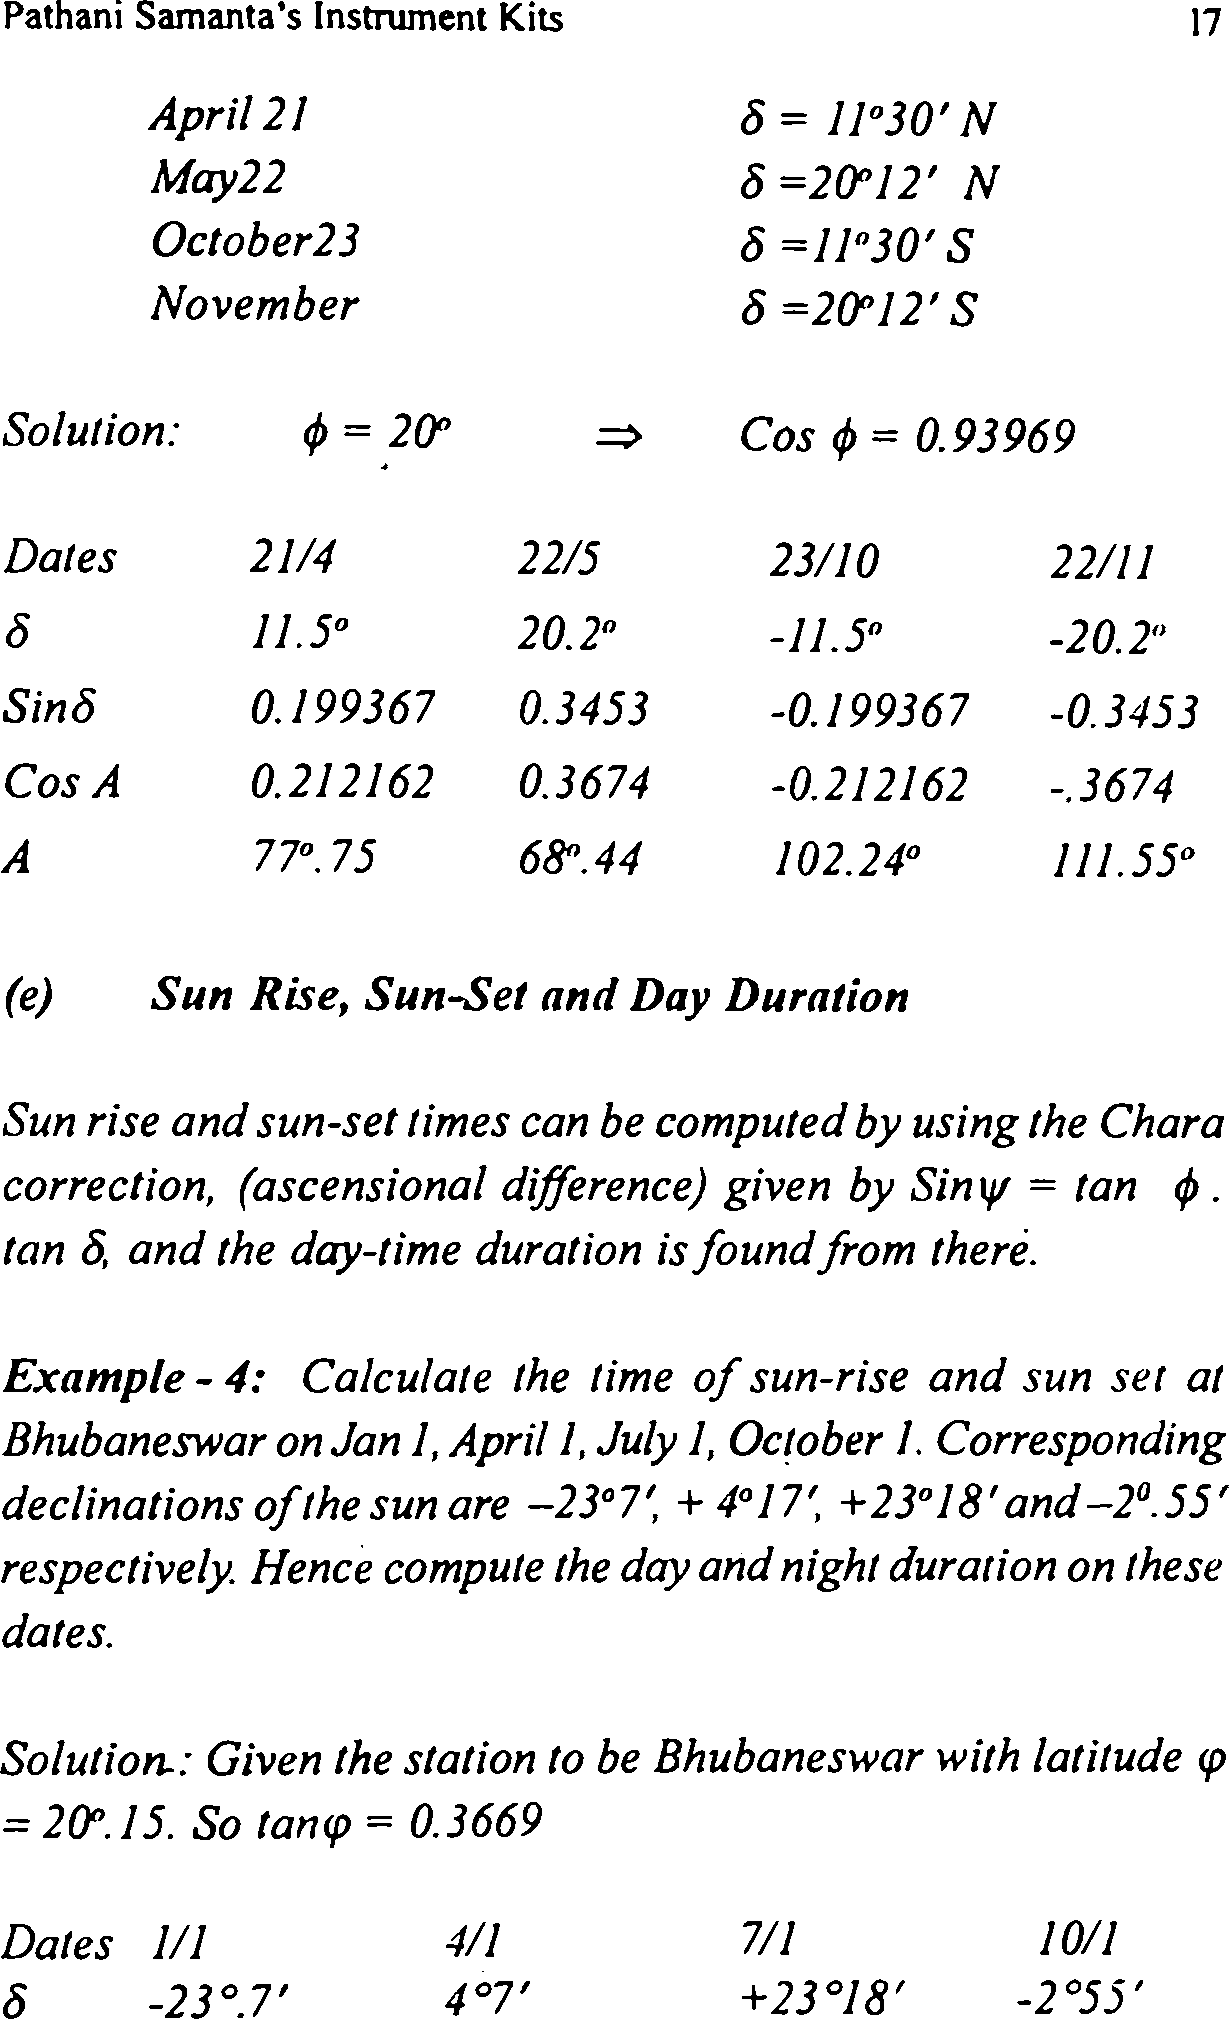 Pathani Samanta's Instrument Kits 17
April 21 δ = 11°30' N
May22 δ =20°12' N
October23 δ =11°30' S
November δ =20°12' S
Solution: ϕ = 20° ⇒ Cos ϕ = 0.93969
Dates 21/4 22/5 23/10 22/11
δ 11.5° 20.2° -11.5° -20.2°
Sinδ 0.199367 0.3453 -0.199367 -0.3453
Cos A 0.212162 0.3674 -0.212162 -.3674
A 77°.75 68°.44 102.24° 111.55°
(e) Sun Rise, Sun-Set and Day Duration
Sun rise and sun-set times can be computed by using the Chara
correction, (ascensional difference) given by Sinψ = tan ϕ .
tan δ, and the day-time duration is found from there.
Example - 4: Calculate the time of sun-rise and sun set at
Bhubaneswar on Jan 1, April 1, July 1, October 1. Corresponding
declinations of the sun are –23°7', + 4°17', +23°18' and –2°.55'
respectively. Hence compute the day and night duration on these
dates.
Solution.: Given the station to be Bhubaneswar with latitude φ
= 20°.15. So tanφ = 0.3669
Dates 1/1 4/1 7/1 10/1
δ -23°.7' 4°7' +23°18' -2°55'